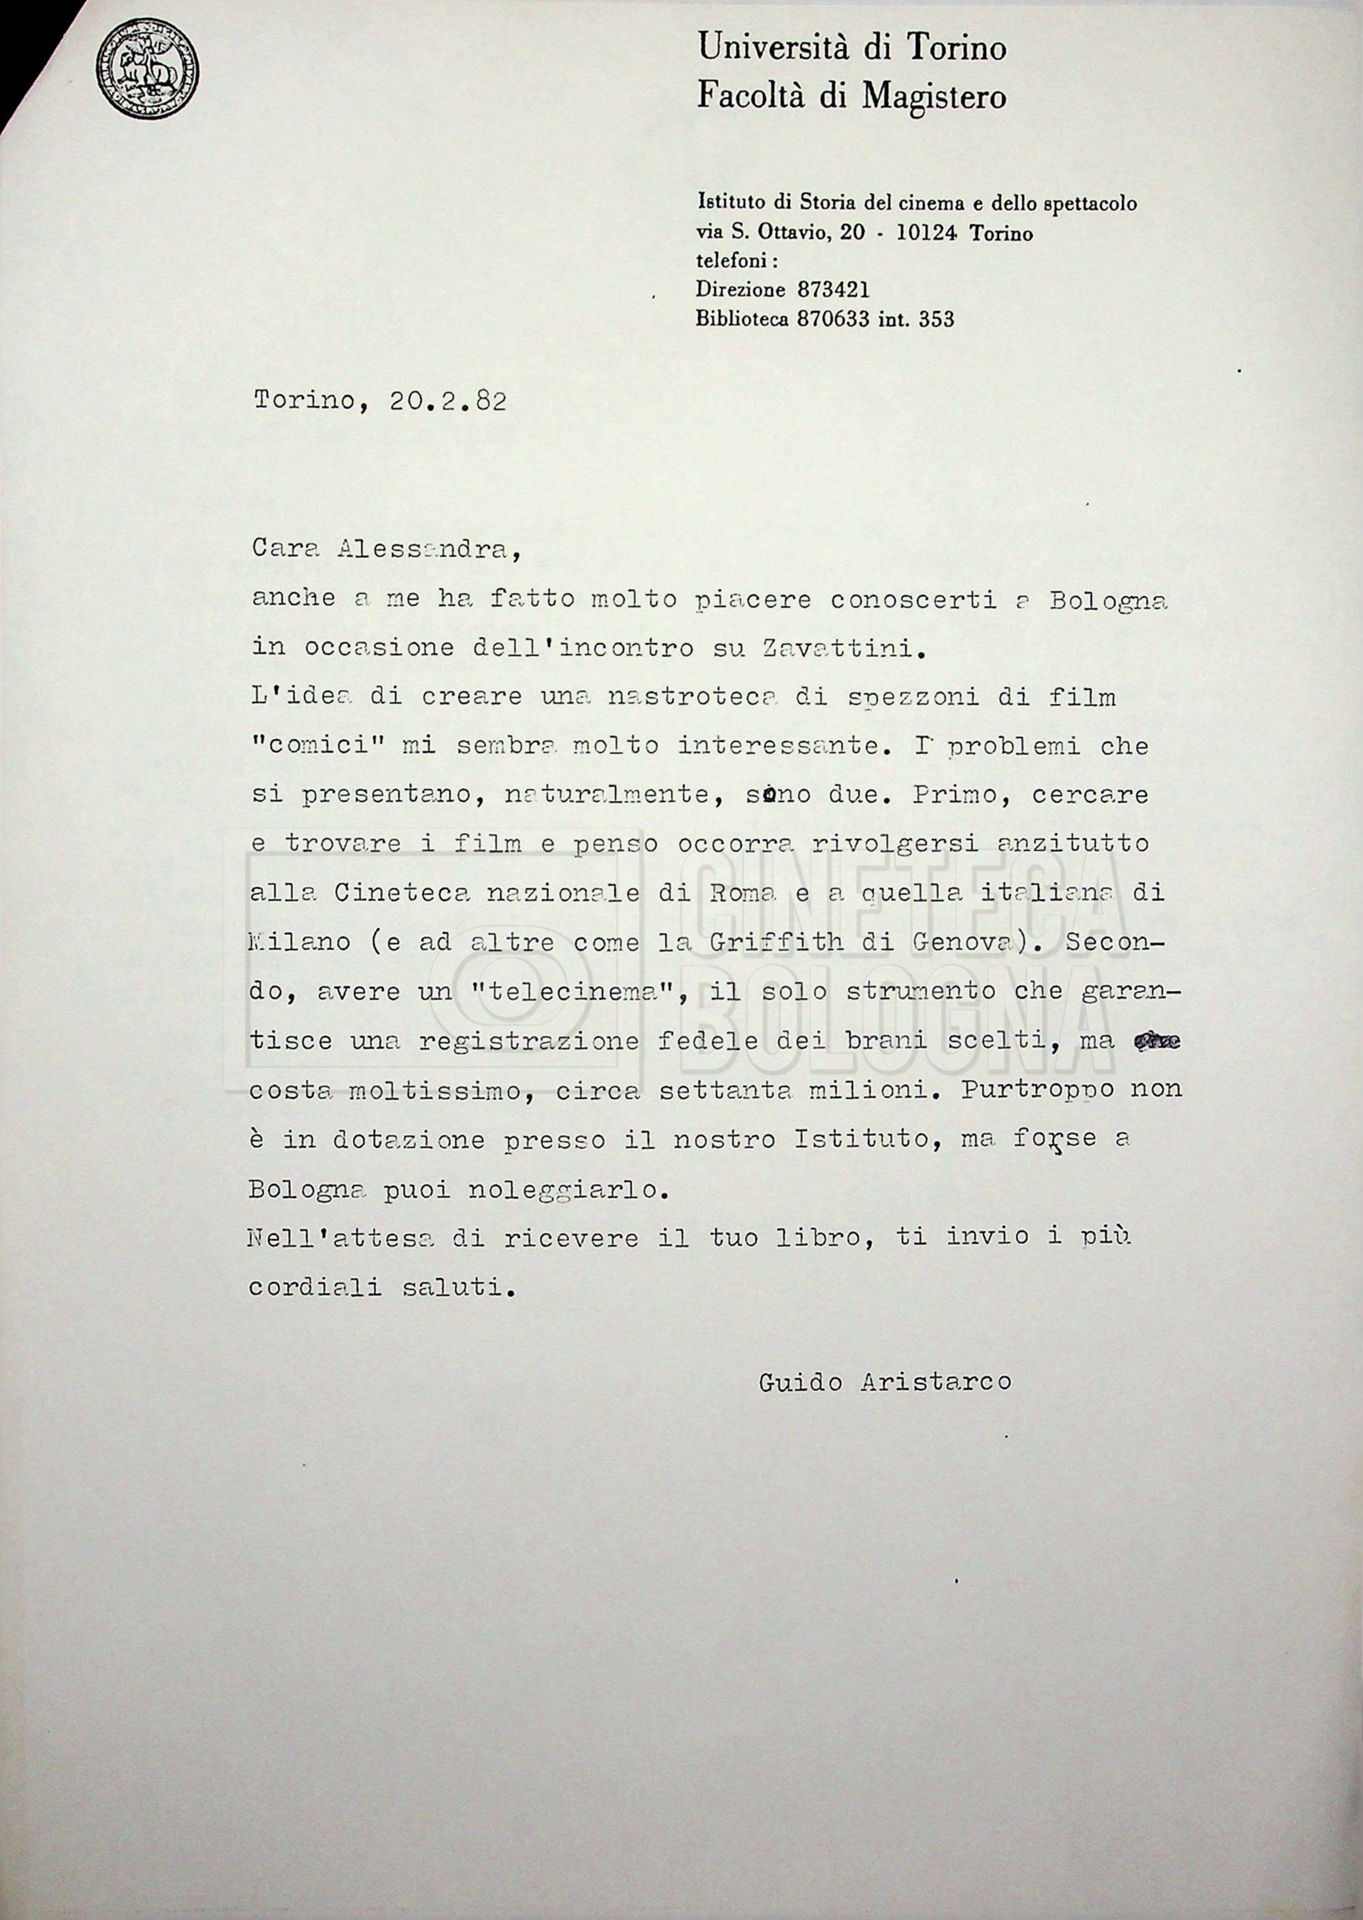 Università di Torino
Facoltà di Magistero
Istituto di Storia del cinema e dello spettacolo
via S. Ottavio, 20 - 10124 Torino
telefoni :
Direzione 873421
Biblioteca 870633 int. 353
Torino, 20.2.82
Cara Alessandra,
anche a me ha fatto molto piacere conoscerti a Bologna
in occasione dell'incontro su Zavattini.
L'idea di creare una nastroteca di spezzoni di film
"comici" mi sembra molto interessante. I problemi che
si presentano, naturalmente, sono due. Primo, cercare
e trovare i film e penso occorra rivolgersi anzitutto
alla Cineteca nazionale di Roma e a quella italiana di
Milano (e ad altre come la Griffith di Genova). Secon-
do, avere un "telecinema", il solo strumento che garan-
tisce una registrazione fedele dei brani scelti, ma
costa moltissimo, circa settanta milioni. Purtroppo non
è in dotazione presso il nostro Istituto, ma forse a
Bologna puoi noleggiarlo.
Nell'attesa di ricevere il tuo libro, ti invio i più
cordiali saluti.
Guido Aristarco
CINETECA
BOLOGNA